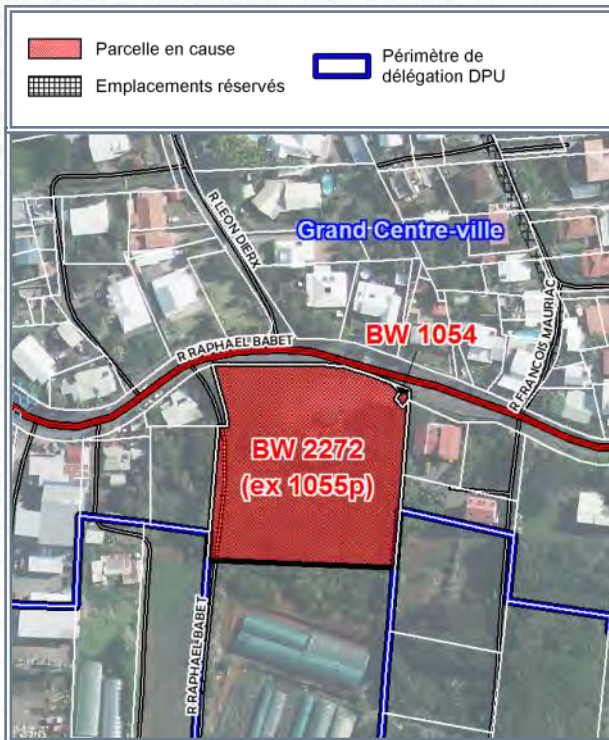 Parcelle en cause
Emplacements réservés
Périmètre de
délégation DPU
R LEON DIERX
Grand Centre-ville
R RAPHAEL BABET
BW 1054
R FRANCOIS MAURIAC
BW 2272
(ex 1055p)
R RAPHAEL BABET